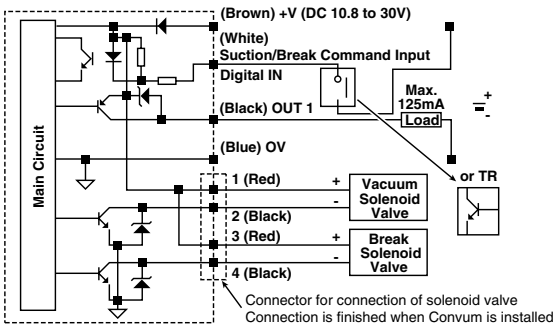 (Brown) +V (DC 10.8 to 30V)
(White)
Suction/Break Command Input
Digital IN
Max.
125mA
Load
+
-
(Black) OUT 1
(Blue) OV
Main Circuit
or TR
1 (Red)
+
-
Vacuum
Solenoid
Valve
2 (Black)
3 (Red)
+
-
Break
Solenoid
Valve
4 (Black)
Connector for connection of solenoid valve
Connection is finished when Convum is installed